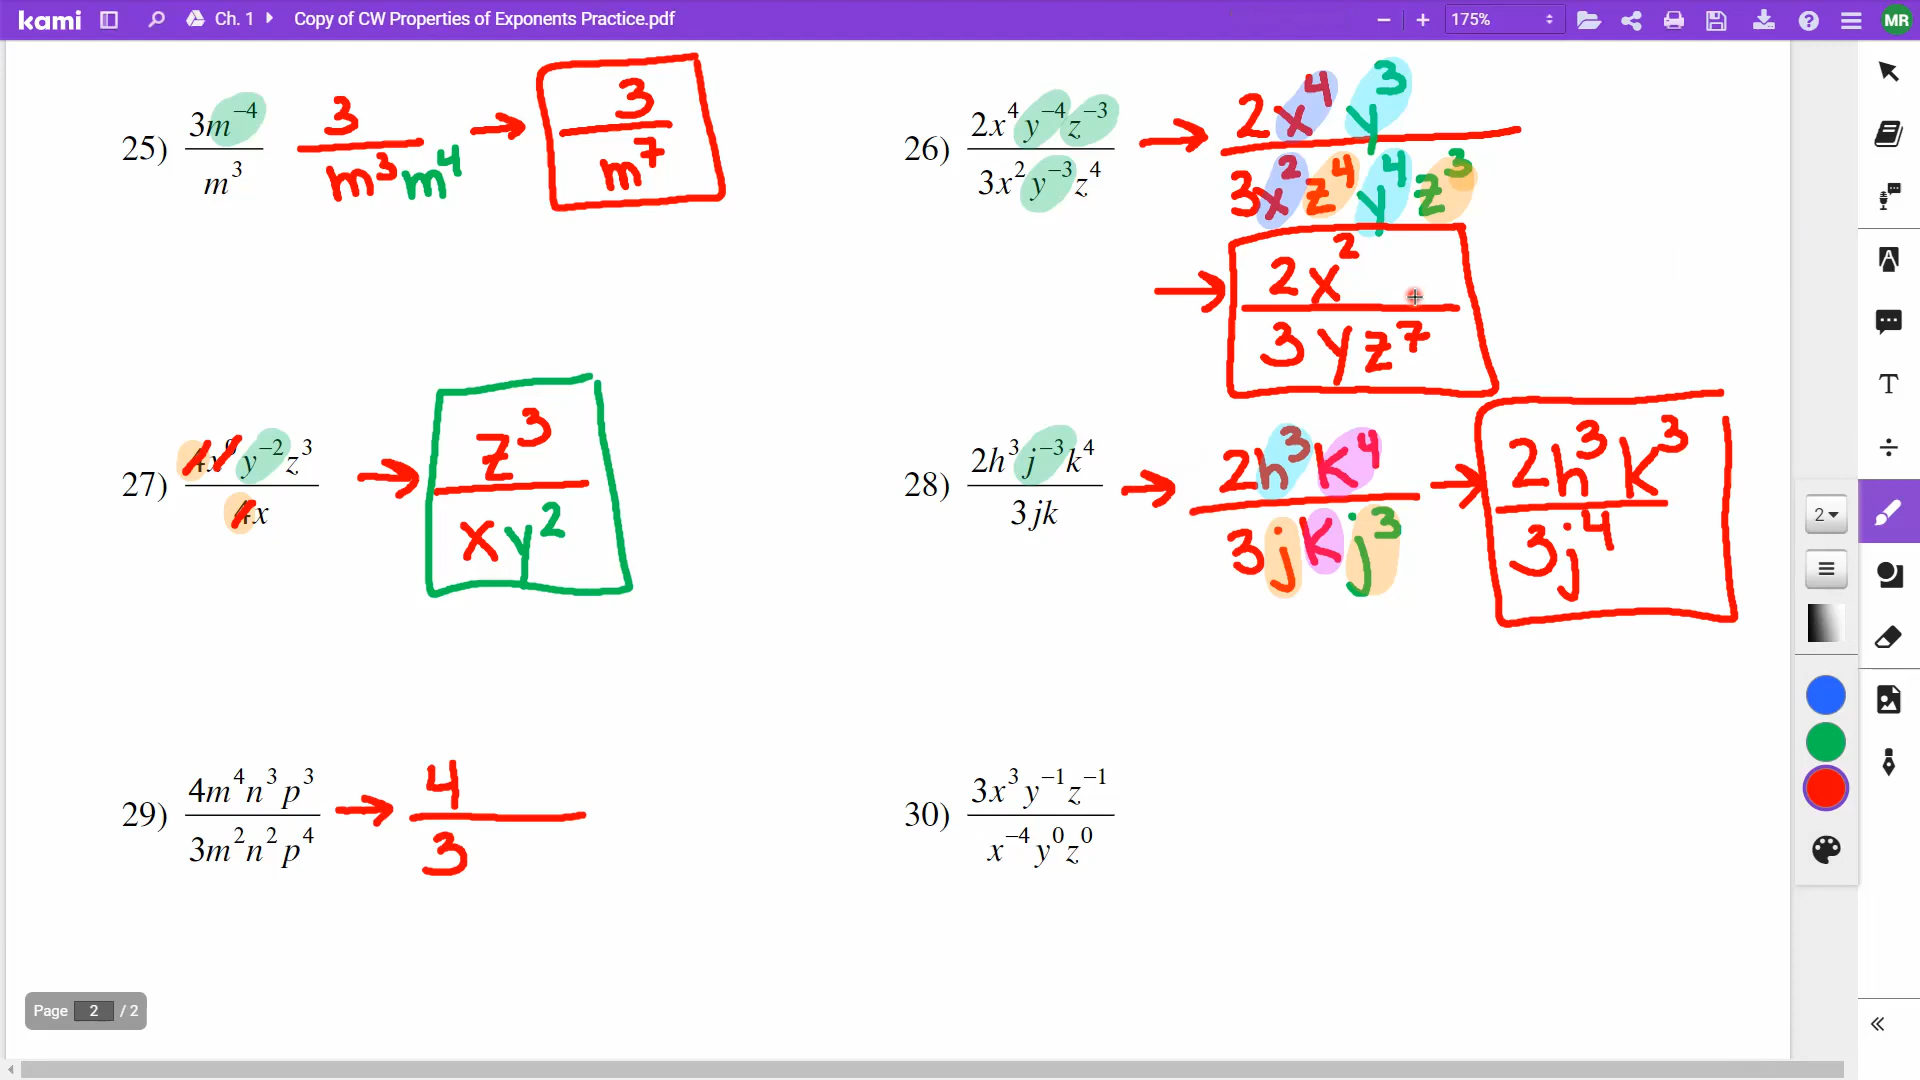 kami Ch. 1 Copy of CW Properties of Exponents Practice.pdf 175% MR
25) 3m^-4 / m^3 3 / m^3 m^4 → 3 / m^7
26) 2x^4 y^-4 z^-3 / 3x^2 y^-3 z^4 → 2x^4 y^3 / 3x^2 z^4 y^4 z^3
→ 2x^2 / 3yz^7
27) 4x^0 y^-2 z^3 / 4x → z^3 / xy^2
28) 2h^3 j^-3 k^4 / 3jk → 2h^3 k^4 / 3jkj^3 → 2h^3 k^3 / 3j^4
29) 4m^4 n^3 p^3 / 3m^2 n^2 p^4 → 4 / 3
30) 3x^3 y^-1 z^-1 / x^-4 y^0 z^0
2
Page 2 / 2